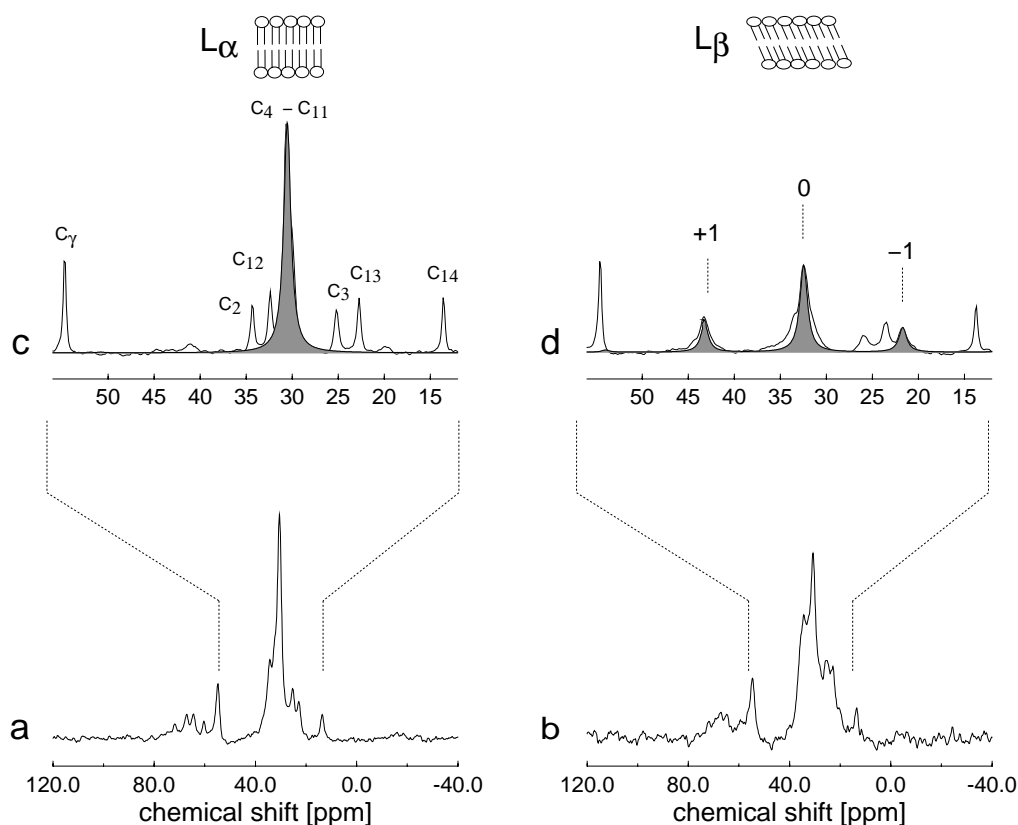 Lα
Lβ
C4 – C11
Cγ
C2
C12
C3
C13
C14
+1
0
–1
c
d
50 45 40 35 30 25 20 15
50 45 40 35 30 25 20 15
a
b
120.0 80.0 40.0 0.0 -40.0
120.0 80.0 40.0 0.0 -40.0
chemical shift [ppm]
chemical shift [ppm]